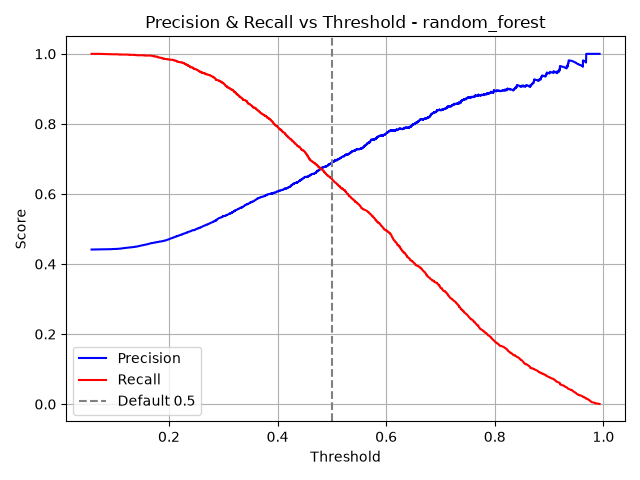 Precision & Recall vs Threshold - random_forest
Score
1.0
0.8
0.6
0.4
0.2
0.0
Precision
Recall
Default 0.5
0.2 0.4 0.6 0.8 1.0
Threshold